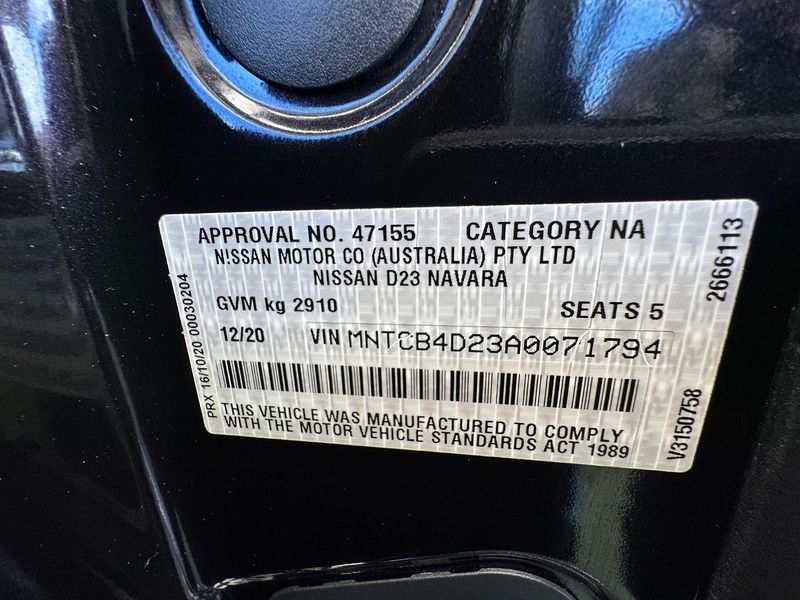 APPROVAL NO. 47155 CATEGORY NA
NISSAN MOTOR CO (AUSTRALIA) PTY LTD
NISSAN D23 NAVARA
GVM kg 2910 SEATS 5
12/20 VIN MNTCB4D23A0071794
THIS VEHICLE WAS MANUFACTURED TO COMPLY
WITH THE MOTOR VEHICLE STANDARDS ACT 1989
PRX 16/10/20 00030204
2666113
V3150758